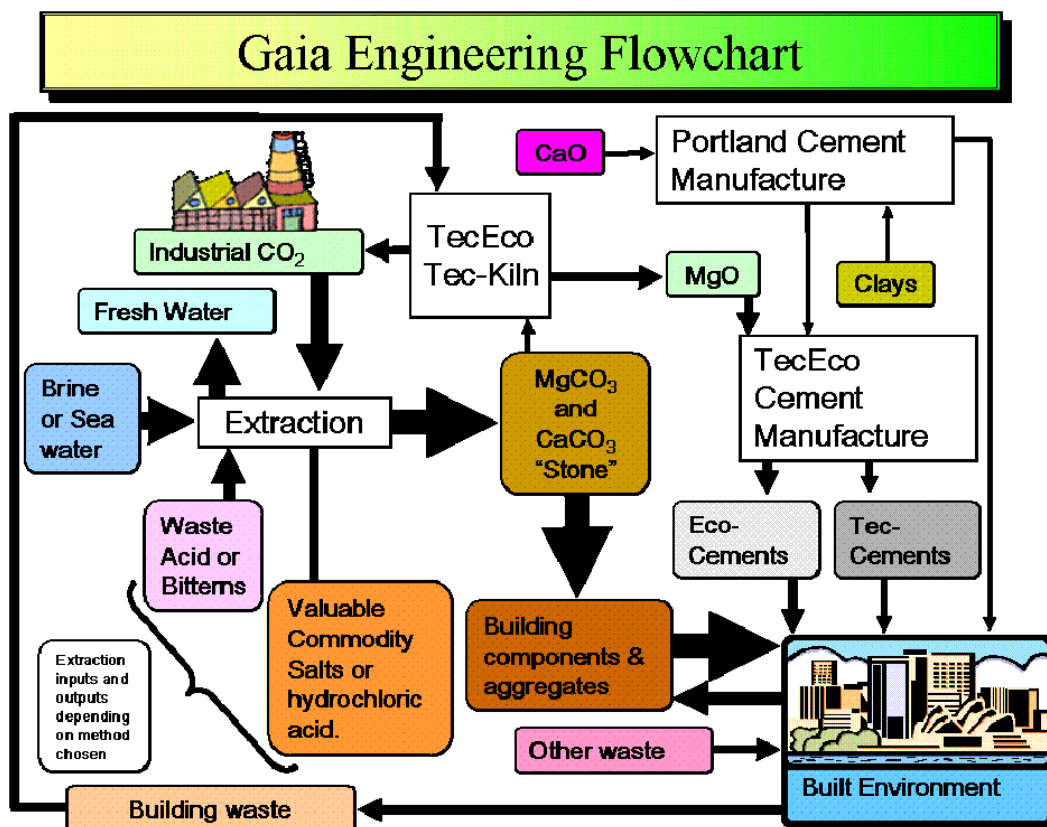 Gaia Engineering Flowchart
CaO
Portland Cement
Manufacture
Industrial CO₂
TecEco
Tec-Kiln
MgO
Clays
Fresh Water
Brine
or Sea
water
Extraction
MgCO₃
and
CaCO₃
“Stone”
TecEco
Cement
Manufacture
Waste
Acid or
Bitterns
Eco-
Cements
Tec-
Cements
Valuable
Commodity
Salts or
hydrochloric
acid.
Building
components &
aggregates
Extraction
inputs and
outputs
depending
on method
chosen
Other waste
Built Environment
Building waste